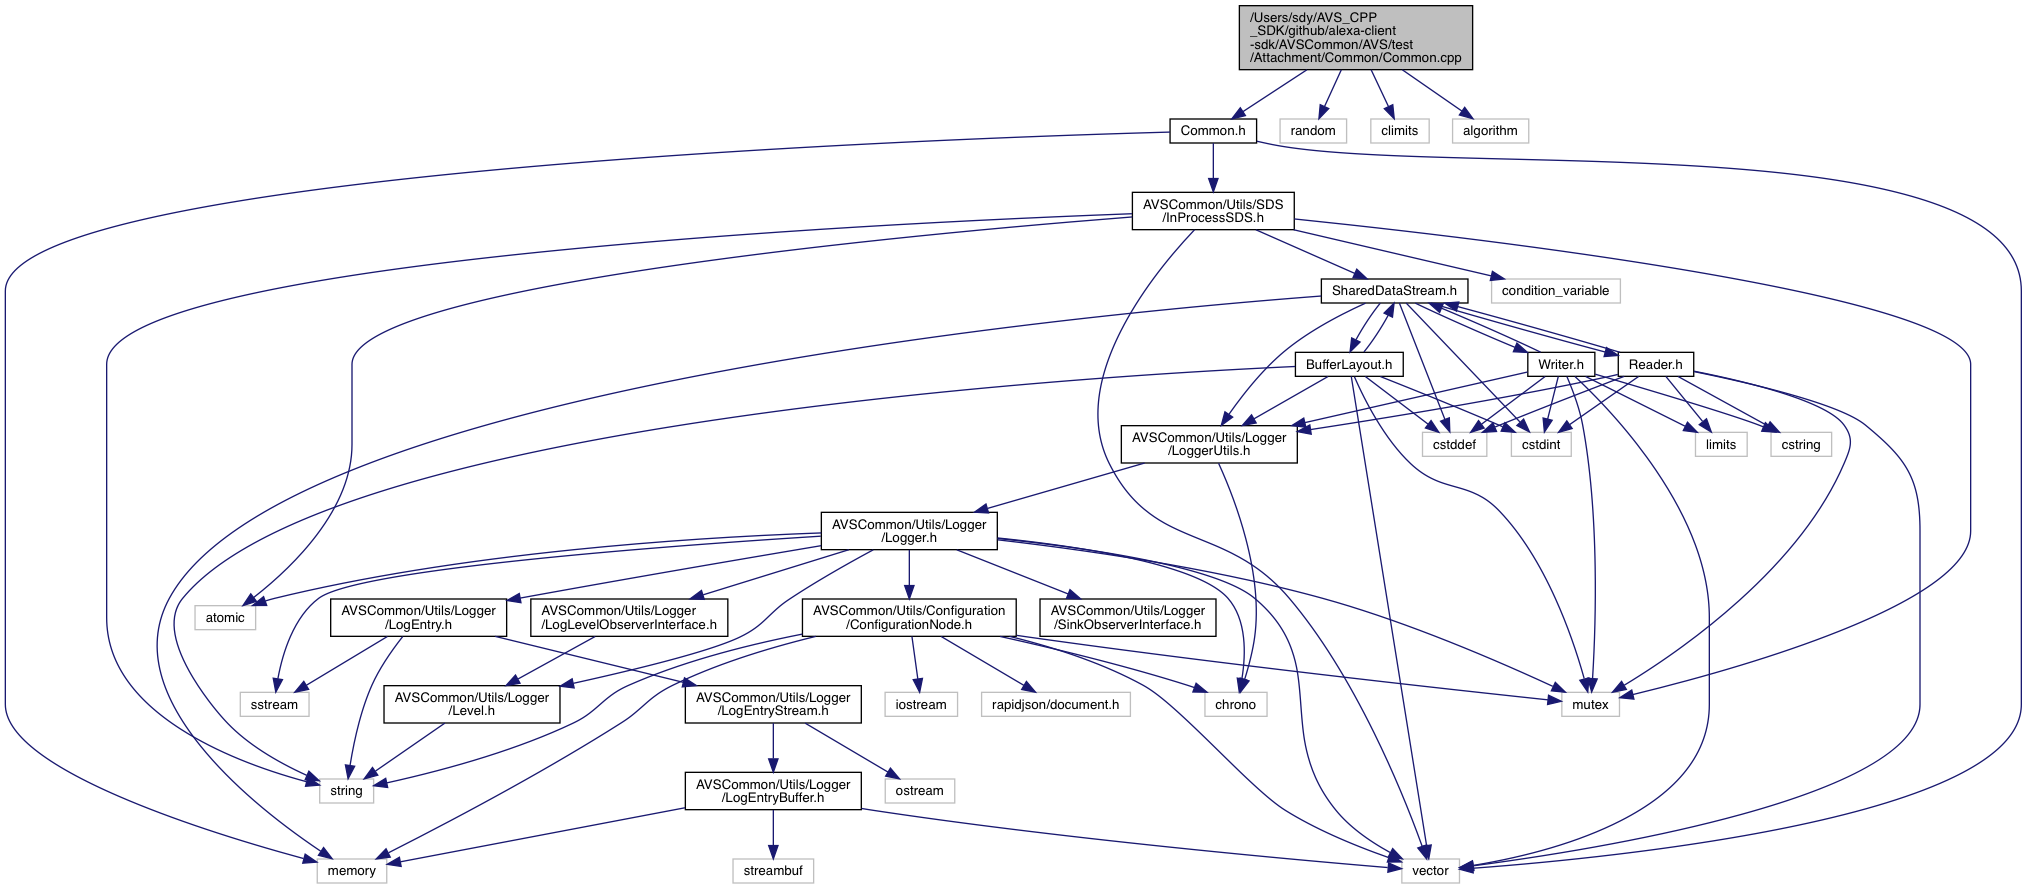 /Users/sdy/AVS_CPP
_SDK/github/alexa-client
-sdk/AVSCommon/AVS/test
/Attachment/Common/Common.cpp
Common.h
random
climits
algorithm
AVSCommon/Utils/SDS
/InProcessSDS.h
SharedDataStream.h
condition_variable
BufferLayout.h
Writer.h
Reader.h
AVSCommon/Utils/Logger
/LoggerUtils.h
cstddef
cstdint
limits
cstring
AVSCommon/Utils/Logger
/Logger.h
atomic
AVSCommon/Utils/Logger
/LogEntry.h
AVSCommon/Utils/Logger
/LogLevelObserverInterface.h
AVSCommon/Utils/Configuration
/ConfigurationNode.h
AVSCommon/Utils/Logger
/SinkObserverInterface.h
sstream
AVSCommon/Utils/Logger
/Level.h
AVSCommon/Utils/Logger
/LogEntryStream.h
iostream
rapidjson/document.h
chrono
mutex
string
AVSCommon/Utils/Logger
/LogEntryBuffer.h
ostream
memory
streambuf
vector